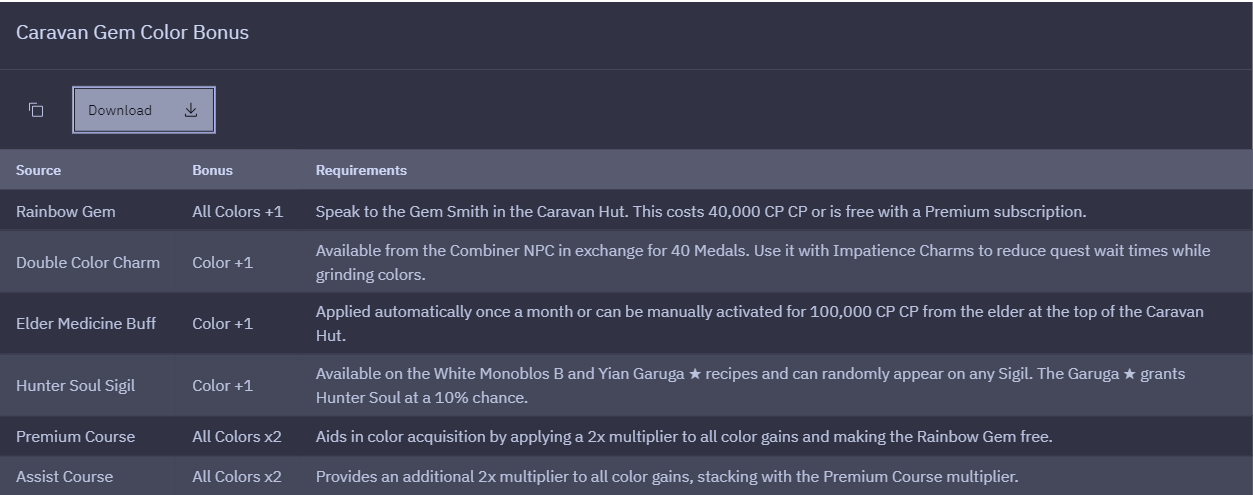 Caravan Gem Color Bonus
Download
Source Bonus Requirements
Rainbow Gem All Colors +1 Speak to the Gem Smith in the Caravan Hut. This costs 40,000 CP CP or is free with a Premium subscription.
Double Color Charm Color +1 Available from the Combiner NPC in exchange for 40 Medals. Use it with Impatience Charms to reduce quest wait times while
grinding colors.
Elder Medicine Buff Color +1 Applied automatically once a month or can be manually activated for 100,000 CP CP from the elder at the top of the Caravan
Hut.
Hunter Soul Sigil Color +1 Available on the White Monoblos B and Yian Garuga ★ recipes and can randomly appear on any Sigil. The Garuga ★ grants
Hunter Soul at a 10% chance.
Premium Course All Colors x2 Aids in color acquisition by applying a 2x multiplier to all color gains and making the Rainbow Gem free.
Assist Course All Colors x2 Provides an additional 2x multiplier to all color gains, stacking with the Premium Course multiplier.